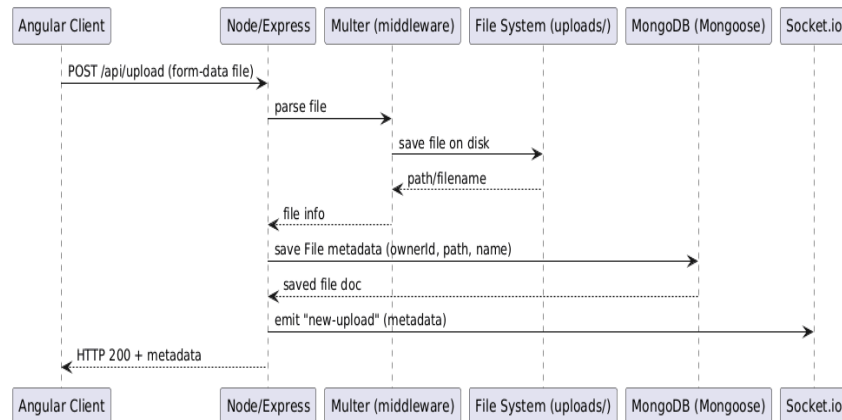 Angular Client
Node/Express
Multer (middleware)
File System (uploads/)
MongoDB (Mongoose)
Socket.io
POST /api/upload (form-data file)
parse file
save file on disk
path/filename
file info
save File metadata (ownerId, path, name)
saved file doc
emit "new-upload" (metadata)
HTTP 200 + metadata
Angular Client
Node/Express
Multer (middleware)
File System (uploads/)
MongoDB (Mongoose)
Socket.io